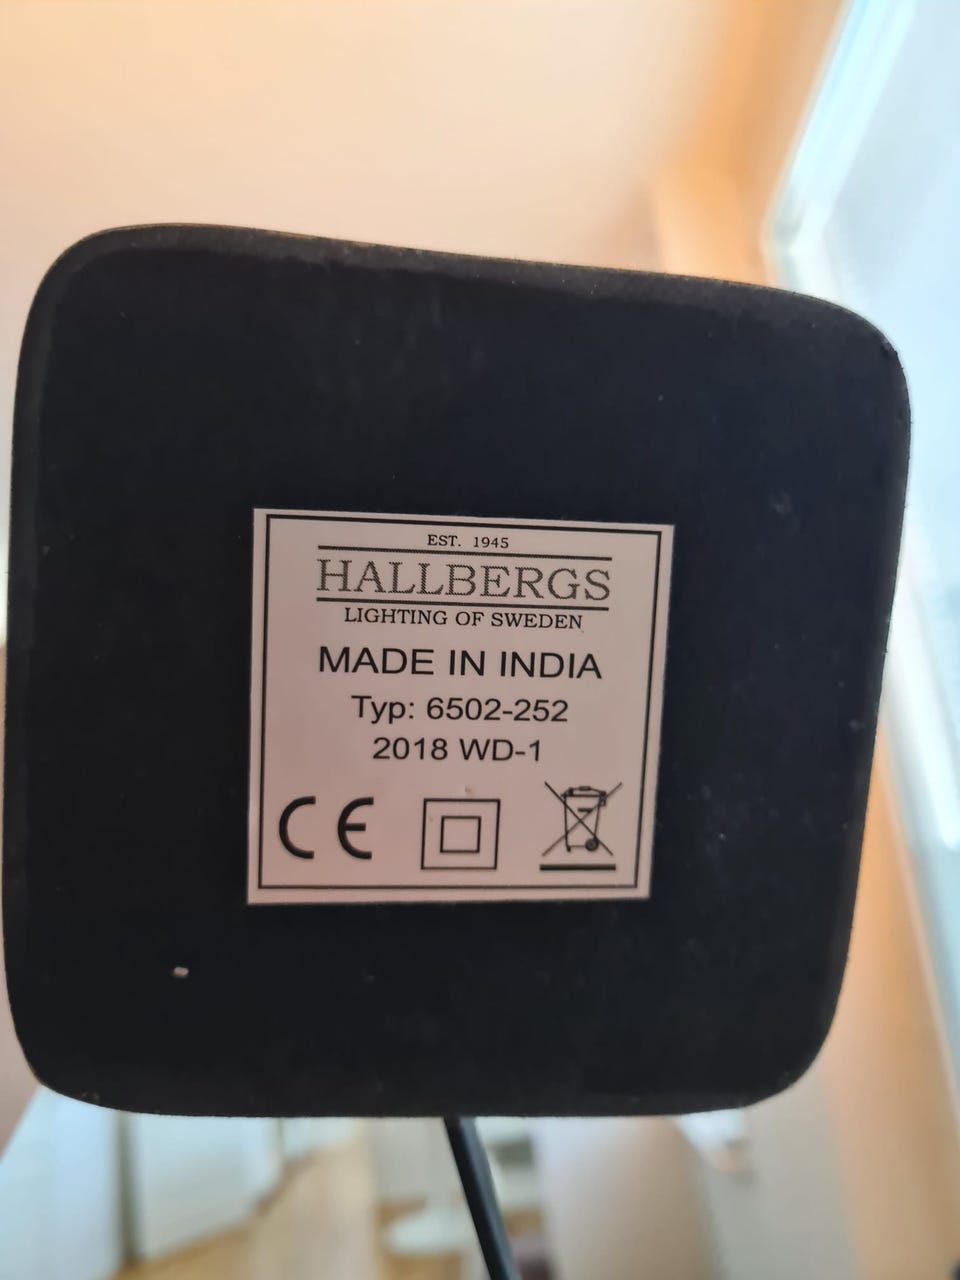 EST. 1945
HALLBERGS
LIGHTING OF SWEDEN
MADE IN INDIA
Typ: 6502-252
2018 WD-1
CE